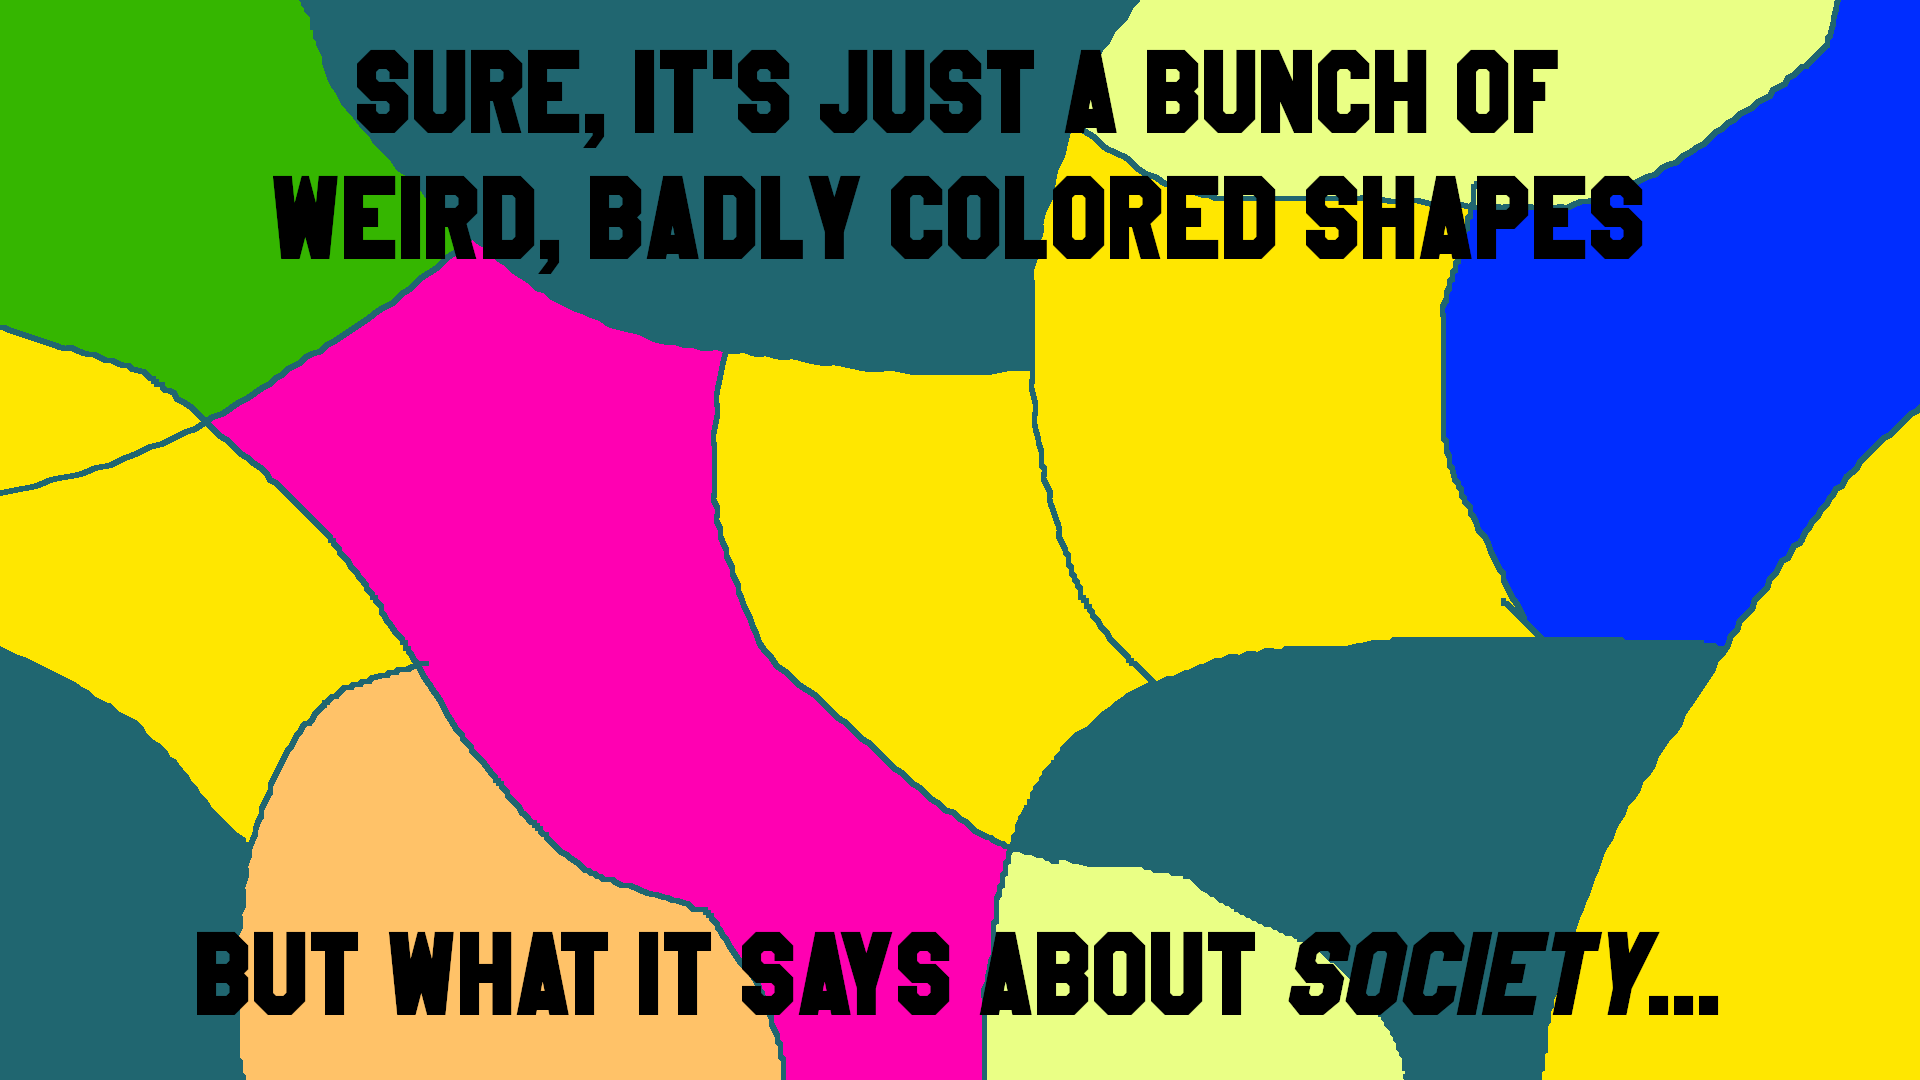 SURE, IT'S JUST A BUNCH OF
WEIRD, BADLY COLORED SHAPES
BUT WHAT IT SAYS ABOUT SOCIETY...